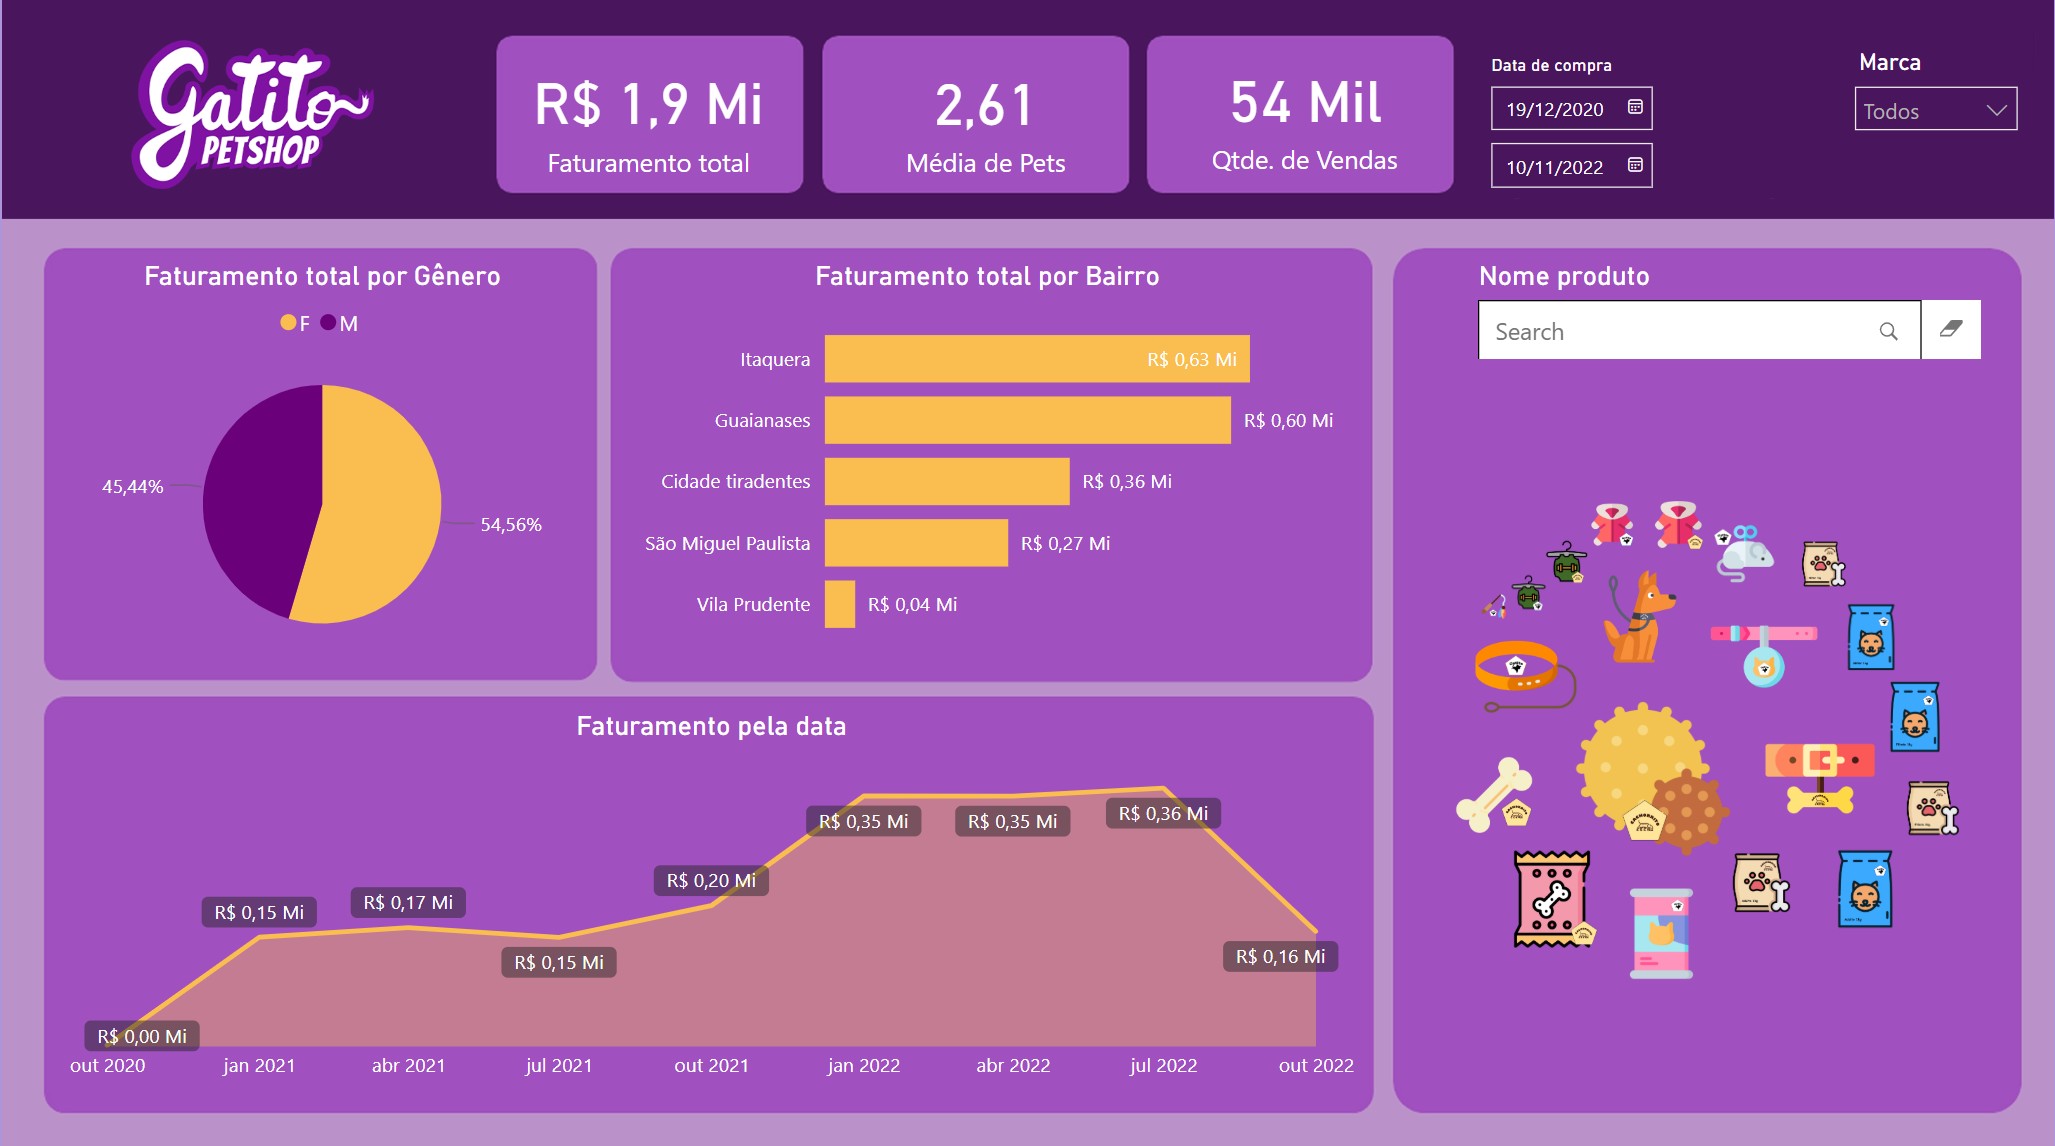 Gatito
PETSHOP
R$ 1,9 Mi
Faturamento total
2,61
Média de Pets
54 Mil
Qtde. de Vendas
Data de compra
19/12/2020
10/11/2022
Marca
Todos
Faturamento total por Gênero
F M
45,44%
54,56%
Faturamento total por Bairro
Itaquera R$ 0,63 Mi
Guaianases R$ 0,60 Mi
Cidade tiradentes R$ 0,36 Mi
São Miguel Paulista R$ 0,27 Mi
Vila Prudente R$ 0,04 Mi
Nome produto
Search
Faturamento pela data
R$ 0,00 Mi
R$ 0,15 Mi
R$ 0,17 Mi
R$ 0,15 Mi
R$ 0,20 Mi
R$ 0,35 Mi
R$ 0,35 Mi
R$ 0,36 Mi
R$ 0,16 Mi
out 2020 jan 2021 abr 2021 jul 2021 out 2021 jan 2022 abr 2022 jul 2022 out 2022